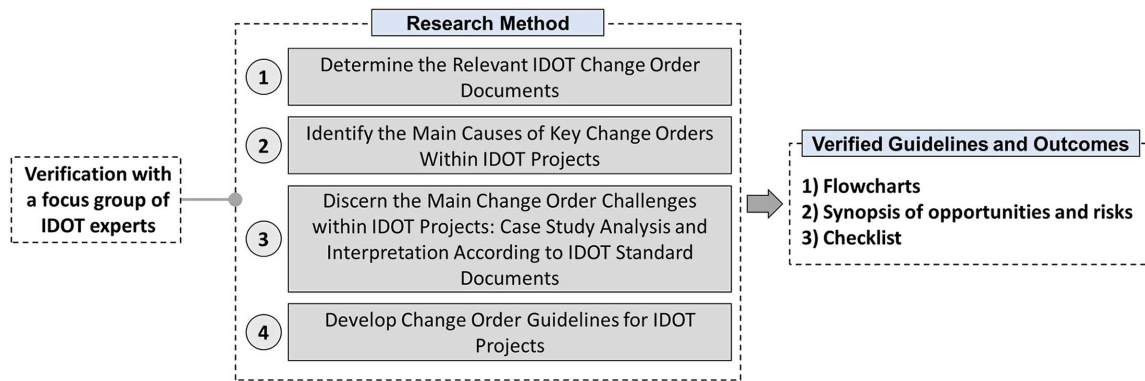 Research Method
1
Determine the Relevant IDOT Change Order
Documents
2
Identify the Main Causes of Key Change Orders
Within IDOT Projects
3
Discern the Main Change Order Challenges
within IDOT Projects: Case Study Analysis and
Interpretation According to IDOT Standard
Documents
4
Develop Change Order Guidelines for IDOT
Projects
Verification with
a focus group of
IDOT experts
Verified Guidelines and Outcomes
1) Flowcharts
2) Synopsis of opportunities and risks
3) Checklist